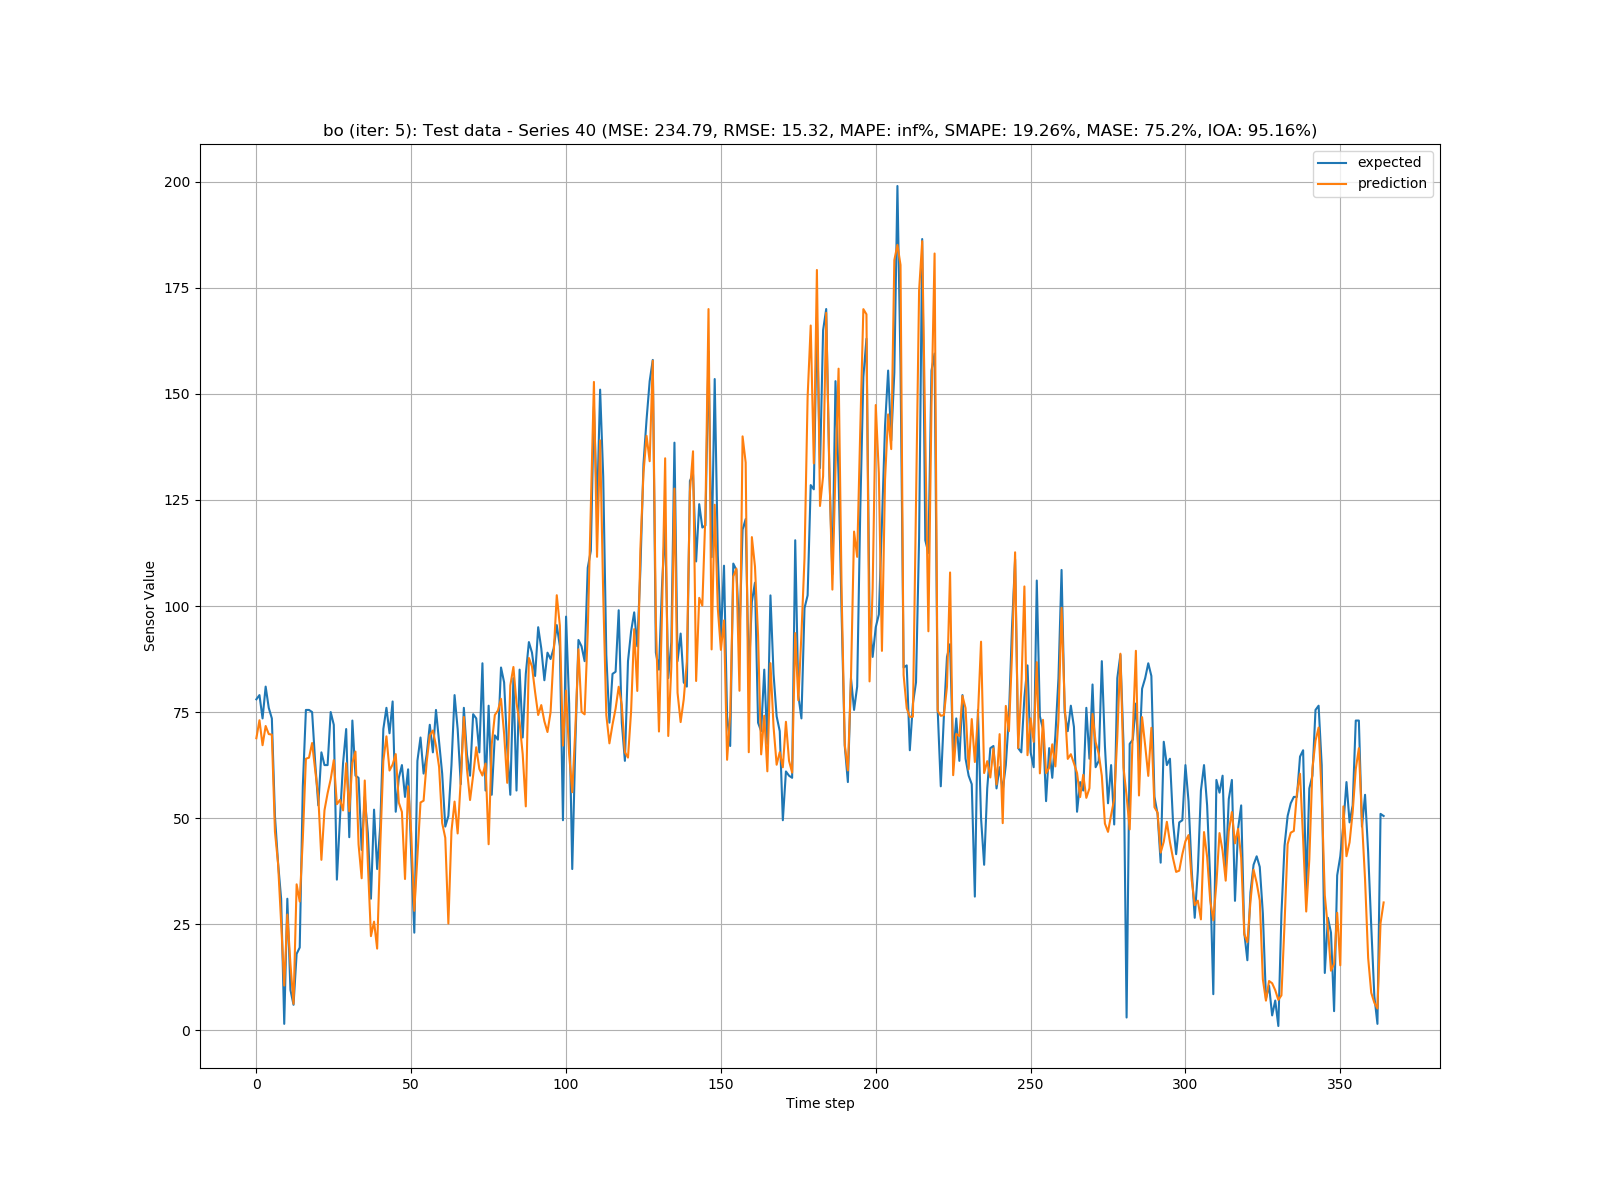 bo (iter: 5): Test data - Series 40 (MSE: 234.79, RMSE: 15.32, MAPE: inf%, SMAPE: 19.26%, MASE: 75.2%, IOA: 95.16%)
expected
prediction
200
175
150
125
100
75
50
25
0
Sensor Value
0 50 100 150 200 250 300 350
Time step